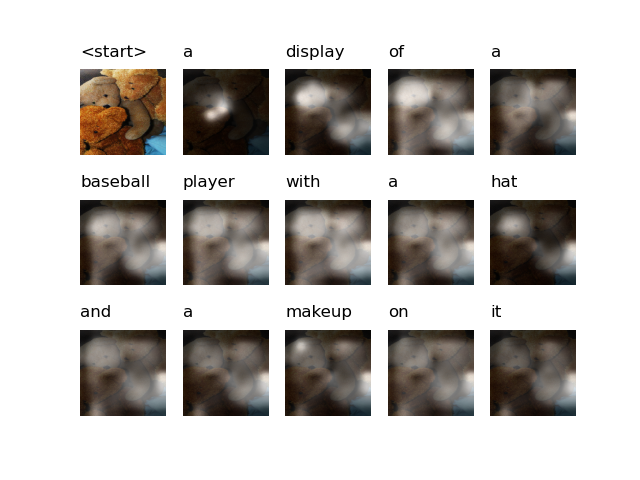 <start> a display of a
baseball player with a hat
and a makeup on it